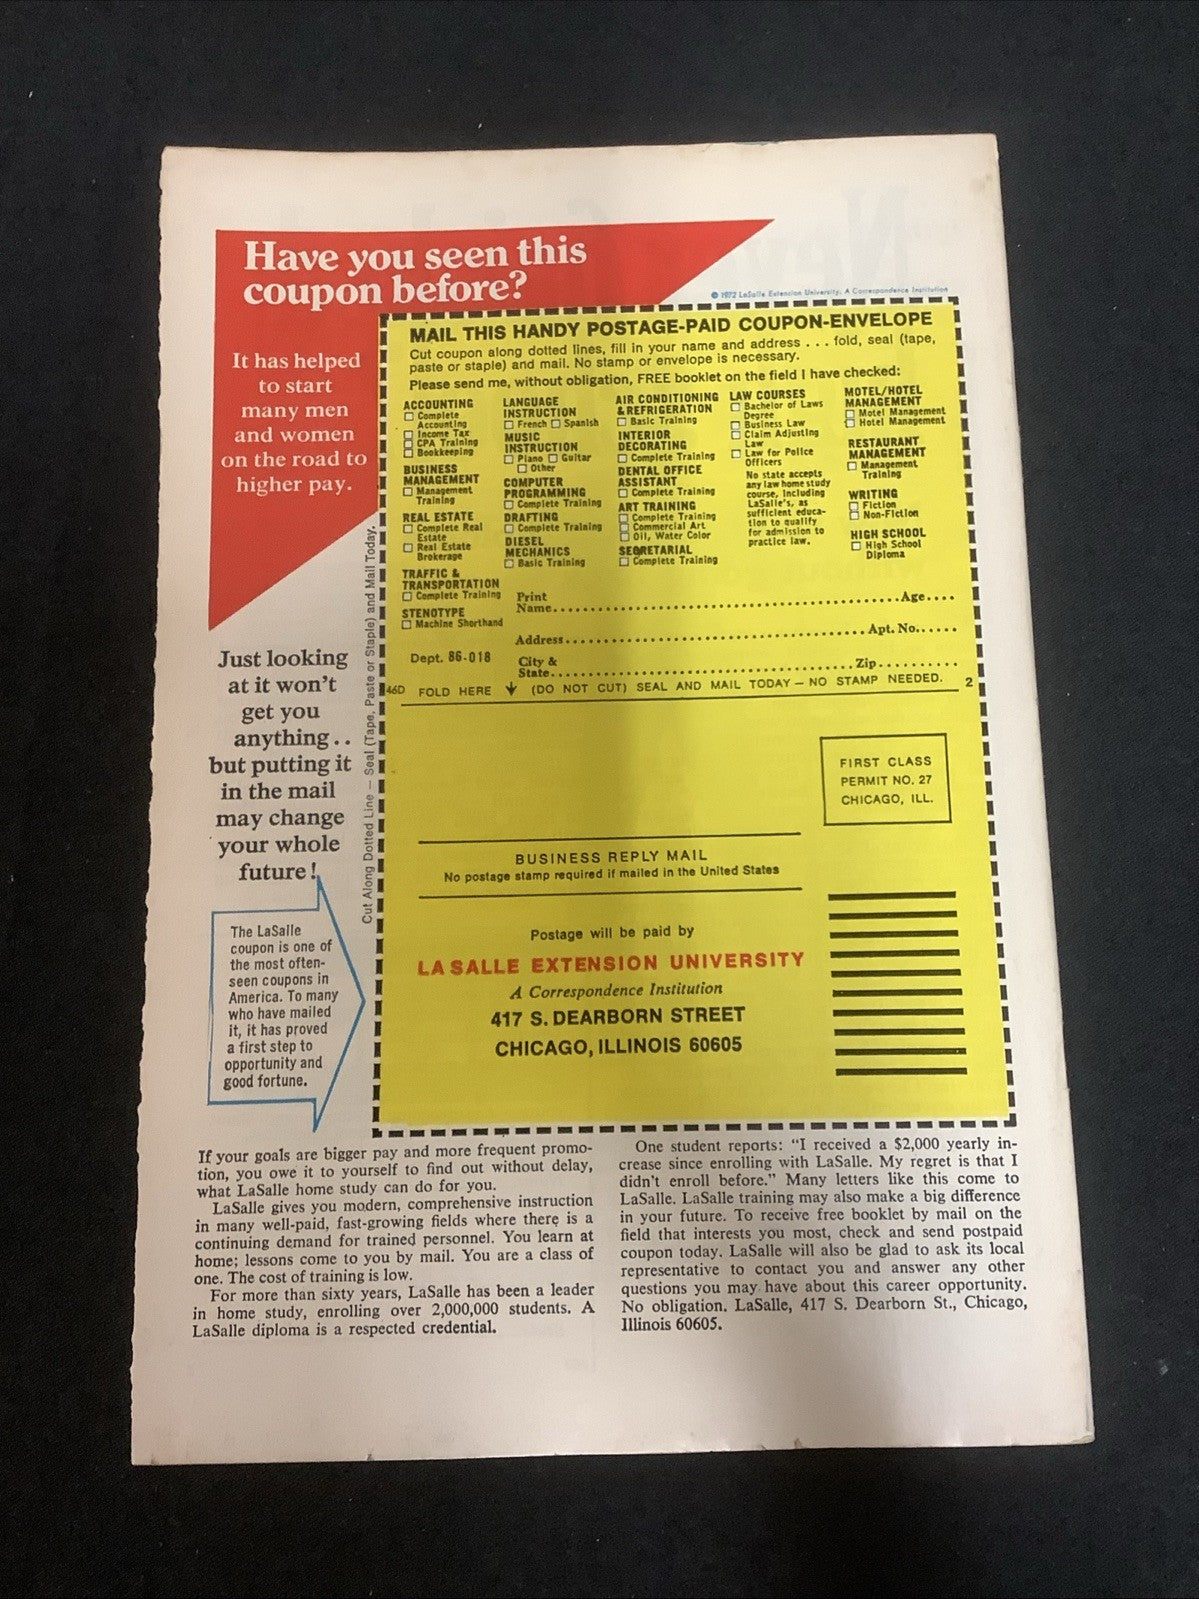 Have you seen this
coupon before?
© 1972 LaSalle Extension University, A Correspondence Institution
It has helped
to start
many men
and women
on the road to
higher pay.
Just looking
at it won't
get you
anything..
but putting it
in the mail
may change
your whole
future!
The LaSalle
coupon is one of
the most often-
seen coupons in
America. To many
who have mailed
it, it has proved
a first step to
opportunity and
good fortune.
Cut Along Dotted Line — Seal (Tape, Paste or Staple) and Mail Today.
MAIL THIS HANDY POSTAGE-PAID COUPON-ENVELOPE
Cut coupon along dotted lines, fill in your name and address . . . fold, seal (tape,
paste or staple) and mail. No stamp or envelope is necessary.
Please send me, without obligation, FREE booklet on the field I have checked:
ACCOUNTING
☐ Complete
Accounting
☐ Income Tax
☐ CPA Training
☐ Bookkeeping
BUSINESS
MANAGEMENT
☐ Management
Training
REAL ESTATE
☐ Complete Real
Estate
☐ Real Estate
Brokerage
TRAFFIC &
TRANSPORTATION
☐ Complete Training
STENOTYPE
☐ Machine Shorthand
LANGUAGE
INSTRUCTION
☐ French ☐ Spanish
MUSIC
INSTRUCTION
☐ Piano ☐ Guitar
☐ Other
COMPUTER
PROGRAMMING
☐ Complete Training
DRAFTING
☐ Complete Training
DIESEL
MECHANICS
☐ Basic Training
AIR CONDITIONING
& REFRIGERATION
☐ Basic Training
INTERIOR
DECORATING
☐ Complete Training
DENTAL OFFICE
ASSISTANT
☐ Complete Training
ART TRAINING
☐ Complete Training
☐ Commercial Art
☐ Oil, Water Color
SECRETARIAL
☐ Complete Training
LAW COURSES
☐ Bachelor of Laws
Degree
☐ Business Law
☐ Claim Adjusting
Law
☐ Law for Police
Officers
No state accepts
any law home study
course, including
LaSalle's, as
sufficient educa-
tion to qualify
for admission to
practice law.
MOTEL/HOTEL
MANAGEMENT
☐ Motel Management
☐ Hotel Management
RESTAURANT
MANAGEMENT
☐ Management
Training
WRITING
☐ Fiction
☐ Non-Fiction
HIGH SCHOOL
☐ High School
Diploma
Print
Name.................................................Age....
Address.............................................Apt. No......
Dept. 86-018
City &
State...........................................Zip...........
46D FOLD HERE ↓ (DO NOT CUT) SEAL AND MAIL TODAY — NO STAMP NEEDED. 2
FIRST CLASS
PERMIT NO. 27
CHICAGO, ILL.
BUSINESS REPLY MAIL
No postage stamp required if mailed in the United States
Postage will be paid by
LA SALLE EXTENSION UNIVERSITY
A Correspondence Institution
417 S. DEARBORN STREET
CHICAGO, ILLINOIS 60605
If your goals are bigger pay and more frequent promo-
tion, you owe it to yourself to find out without delay,
what LaSalle home study can do for you.
LaSalle gives you modern, comprehensive instruction
in many well-paid, fast-growing fields where there is a
continuing demand for trained personnel. You learn at
home; lessons come to you by mail. You are a class of
one. The cost of training is low.
For more than sixty years, LaSalle has been a leader
in home study, enrolling over 2,000,000 students. A
LaSalle diploma is a respected credential.
One student reports: "I received a $2,000 yearly in-
crease since enrolling with LaSalle. My regret is that I
didn't enroll before." Many letters like this come to
LaSalle. LaSalle training may also make a big difference
in your future. To receive free booklet by mail on the
field that interests you most, check and send postpaid
coupon today. LaSalle will also be glad to ask its local
representative to contact you and answer any other
questions you may have about this career opportunity.
No obligation. LaSalle, 417 S. Dearborn St., Chicago,
Illinois 60605.